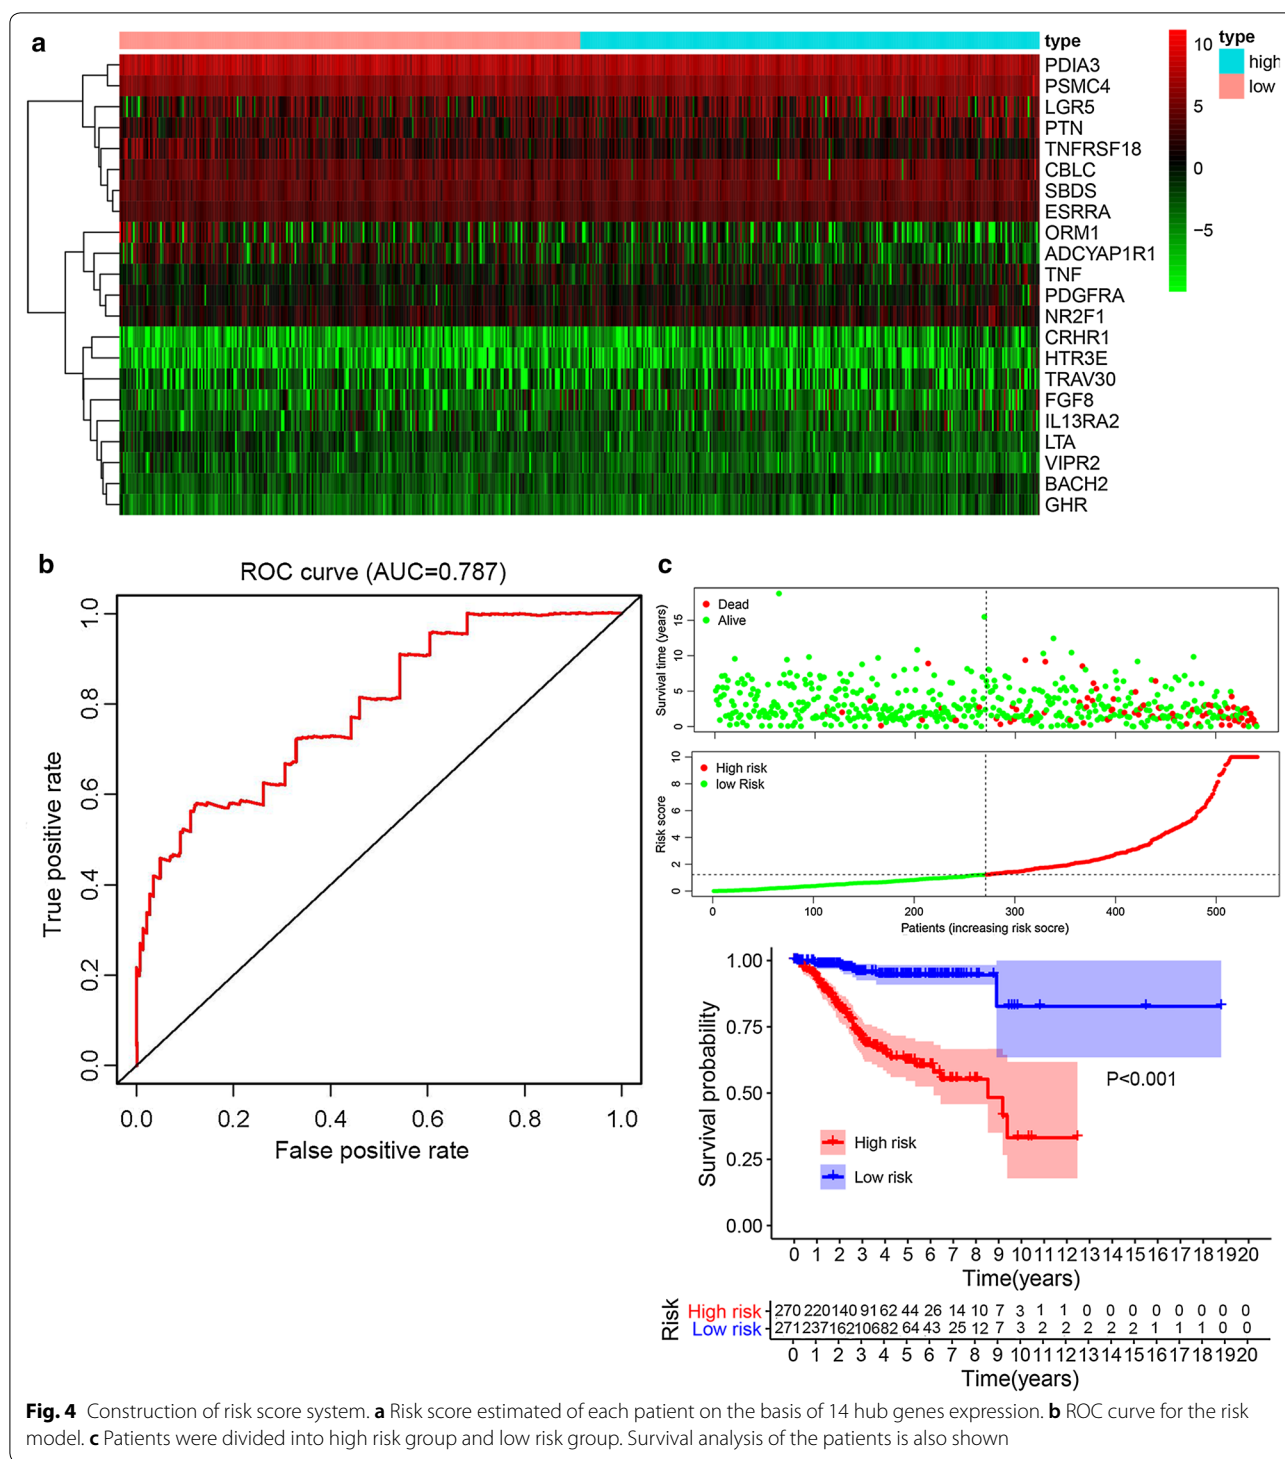 a
type
PDIA3
PSMC4
LGR5
PTN
TNFRSF18
CBLC
SBDS
ESRRA
ORM1
ADCYAP1R1
TNF
PDGFRA
NR2F1
CRHR1
HTR3E
TRAV30
FGF8
IL13RA2
LTA
VIPR2
BACH2
GHR
10
5
0
−5
type
high
low
b
ROC curve (AUC=0.787)
True positive rate
1.0
0.8
0.6
0.4
0.2
0.0
0.0 0.2 0.4 0.6 0.8 1.0
False positive rate
c
Survival time (years)
15
10
5
0
Dead
Alive
Risk score
10
8
6
4
2
0
High risk
low Risk
0 100 200 300 400 500
Patients (increasing risk socre)
Survival probability
1.00
0.75
0.50
0.25
0.00
P<0.001
High risk
Low risk
0 1 2 3 4 5 6 7 8 9 10 11 12 13 14 15 16 17 18 19 20
Time(years)
Risk
High risk 270 220 140 91 62 44 26 14 10 7 3 1 1 0 0 0 0 0 0 0 0
Low risk 271 237 162 106 82 64 43 25 12 7 3 2 2 2 2 2 1 1 1 0 0
0 1 2 3 4 5 6 7 8 9 10 11 12 13 14 15 16 17 18 19 20
Time(years)
Fig. 4 Construction of risk score system. a Risk score estimated of each patient on the basis of 14 hub genes expression. b ROC curve for the risk
model. c Patients were divided into high risk group and low risk group. Survival analysis of the patients is also shown